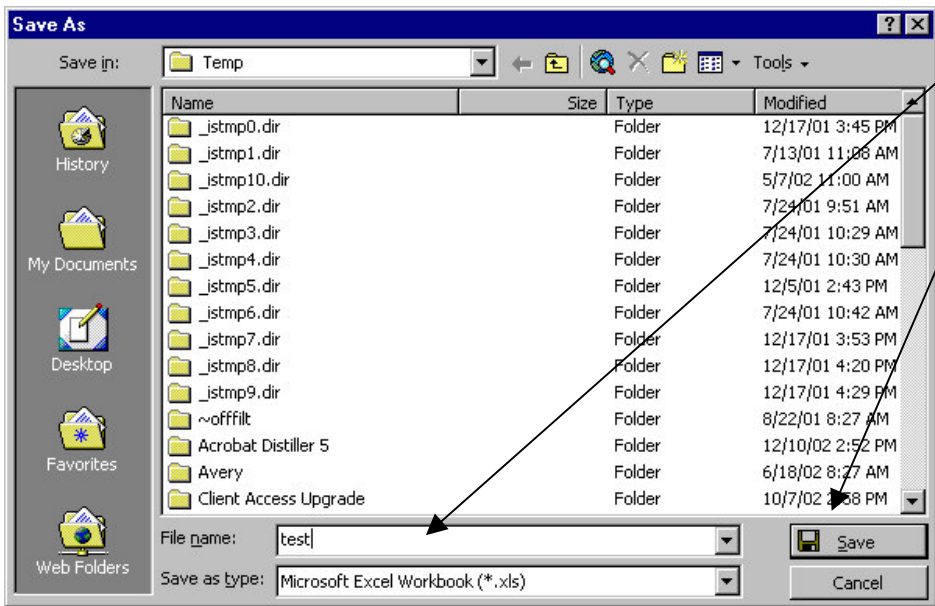 Save As
Save in: Temp Tools
Name Size Type Modified
_istmp0.dir Folder 12/17/01 3:45 PM
_istmp1.dir Folder 7/13/01 11:08 AM
_istmp10.dir Folder 5/7/02 11:00 AM
_istmp2.dir Folder 7/24/01 9:51 AM
_istmp3.dir Folder 7/24/01 10:29 AM
_istmp4.dir Folder 7/24/01 10:30 AM
_istmp5.dir Folder 12/5/01 2:43 PM
_istmp6.dir Folder 7/24/01 10:42 AM
_istmp7.dir Folder 12/17/01 3:53 PM
_istmp8.dir Folder 12/17/01 4:20 PM
_istmp9.dir Folder 12/17/01 4:29 PM
~offfilt Folder 8/22/01 8:27 AM
Acrobat Distiller 5 Folder 12/10/02 2:52 PM
Avery Folder 6/18/02 8:27 AM
Client Access Upgrade Folder 10/7/02 2:58 PM
History
My Documents
Desktop
Favorites
Web Folders
File name: test Save
Save as type: Microsoft Excel Workbook (*.xls) Cancel